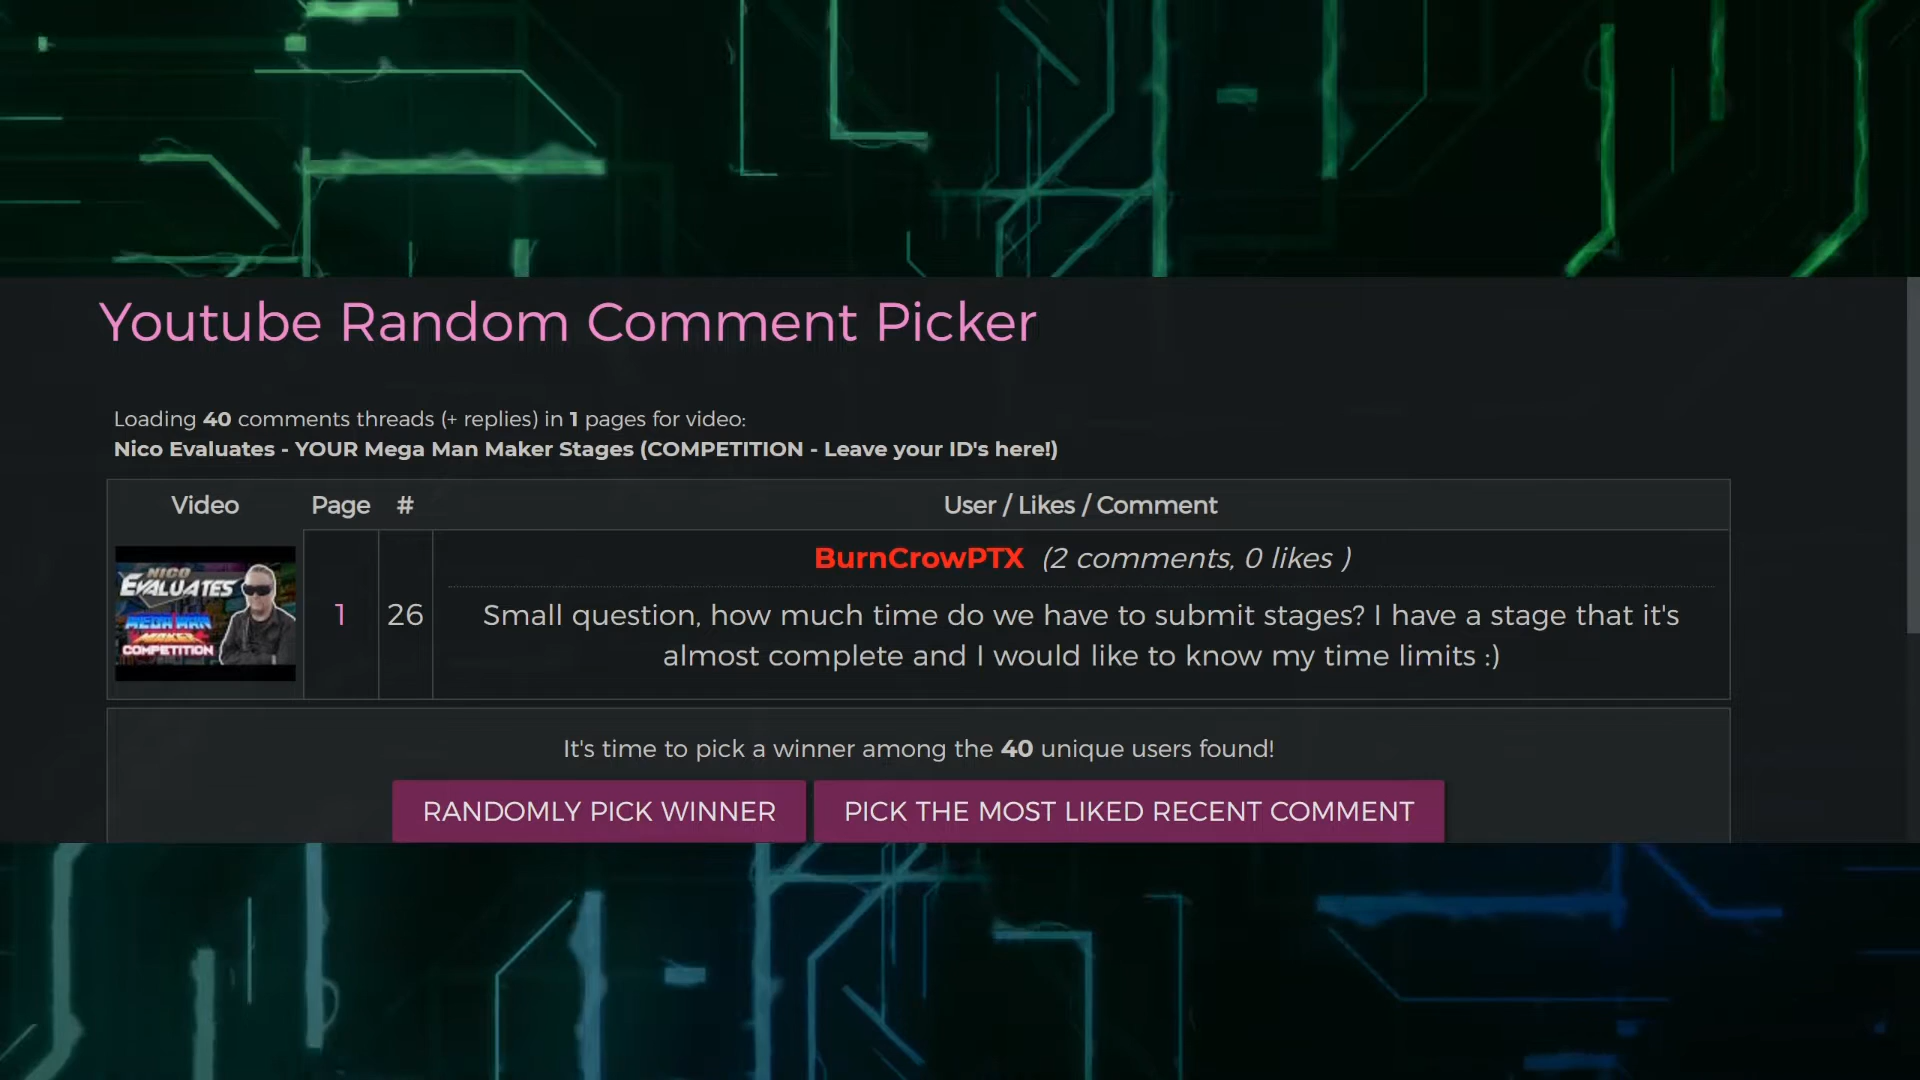 Youtube Random Comment Picker
Loading 40 comments threads (+ replies) in 1 pages for video:
Nico Evaluates - YOUR Mega Man Maker Stages (COMPETITION - Leave your ID's here!)
Video Page # User / Likes / Comment
NICO
EVALUATES
MEGA MAN
MAKER
COMPETITION
1 26
BurnCrowPTX (2 comments, 0 likes )
Small question, how much time do we have to submit stages? I have a stage that it's
almost complete and I would like to know my time limits :)
It's time to pick a winner among the 40 unique users found!
RANDOMLY PICK WINNER
PICK THE MOST LIKED RECENT COMMENT